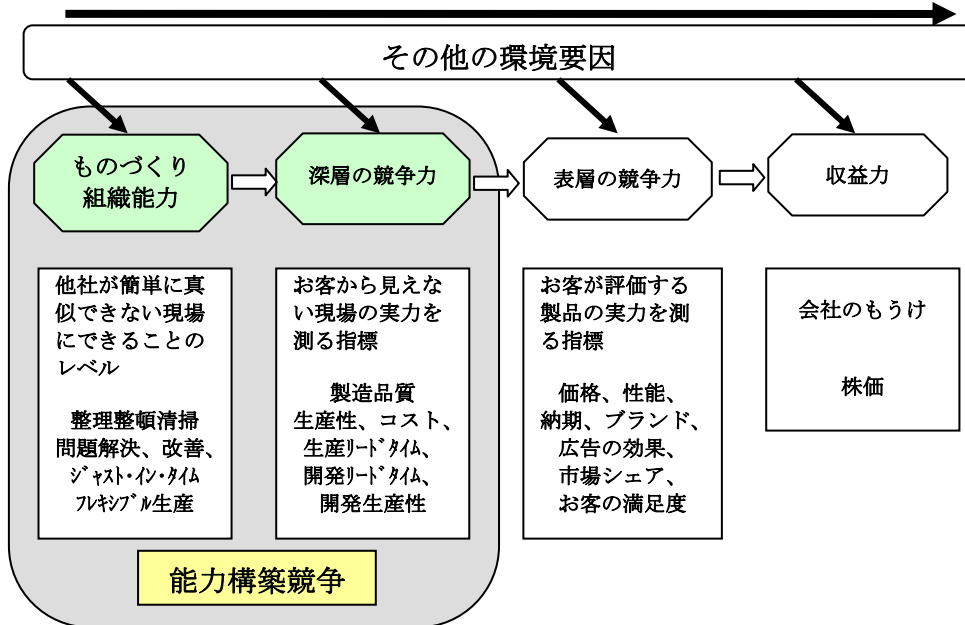 その他の環境要因
ものづくり
組織能力
深層の競争力
表層の競争力
収益力
他社が簡単に真
似できない現場
にできることの
レベル
整理整頓清掃
問題解決、改善、
ｼﾞｬｽﾄ・ｲﾝ・ﾀｲﾑ
ﾌﾚｷｼﾌﾞﾙ生産
お客から見えな
い現場の実力を
測る指標
製造品質
生産性、コスト、
生産ﾘｰﾄﾞﾀｲﾑ、
開発ﾘｰﾄﾞﾀｲﾑ、
開発生産性
お客が評価する
製品の実力を測
る指標
価格、性能、
納期、ブランド、
広告の効果、
市場シェア、
お客の満足度
会社のもうけ
株価
能力構築競争